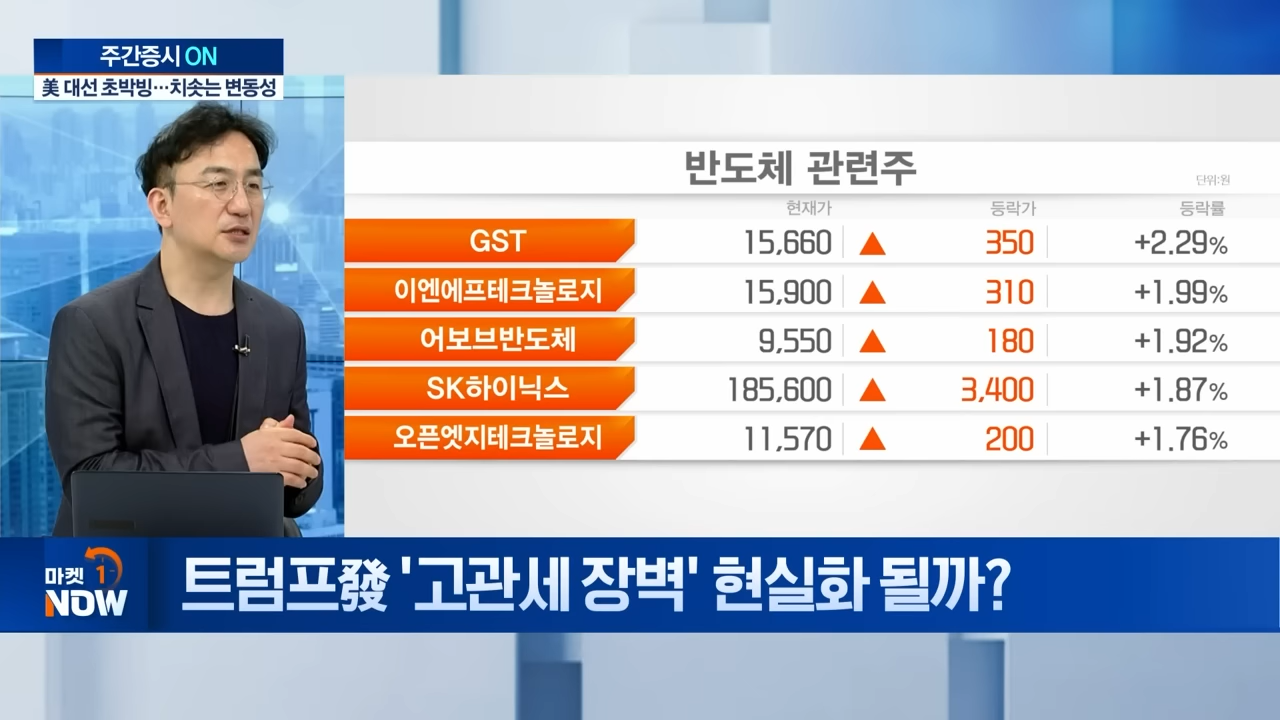 주간증시 ON
美 대선 초박빙…치솟는 변동성
반도체 관련주
단위:원
현재가 등락가 등락률
GST 15,660 ▲ 350 +2.29%
이엔에프테크놀로지 15,900 ▲ 310 +1.99%
어보브반도체 9,550 ▲ 180 +1.92%
SK하이닉스 185,600 ▲ 3,400 +1.87%
오픈엣지테크놀로지 11,570 ▲ 200 +1.76%
마켓 1
NOW
트럼프發 '고관세 장벽' 현실화 될까?